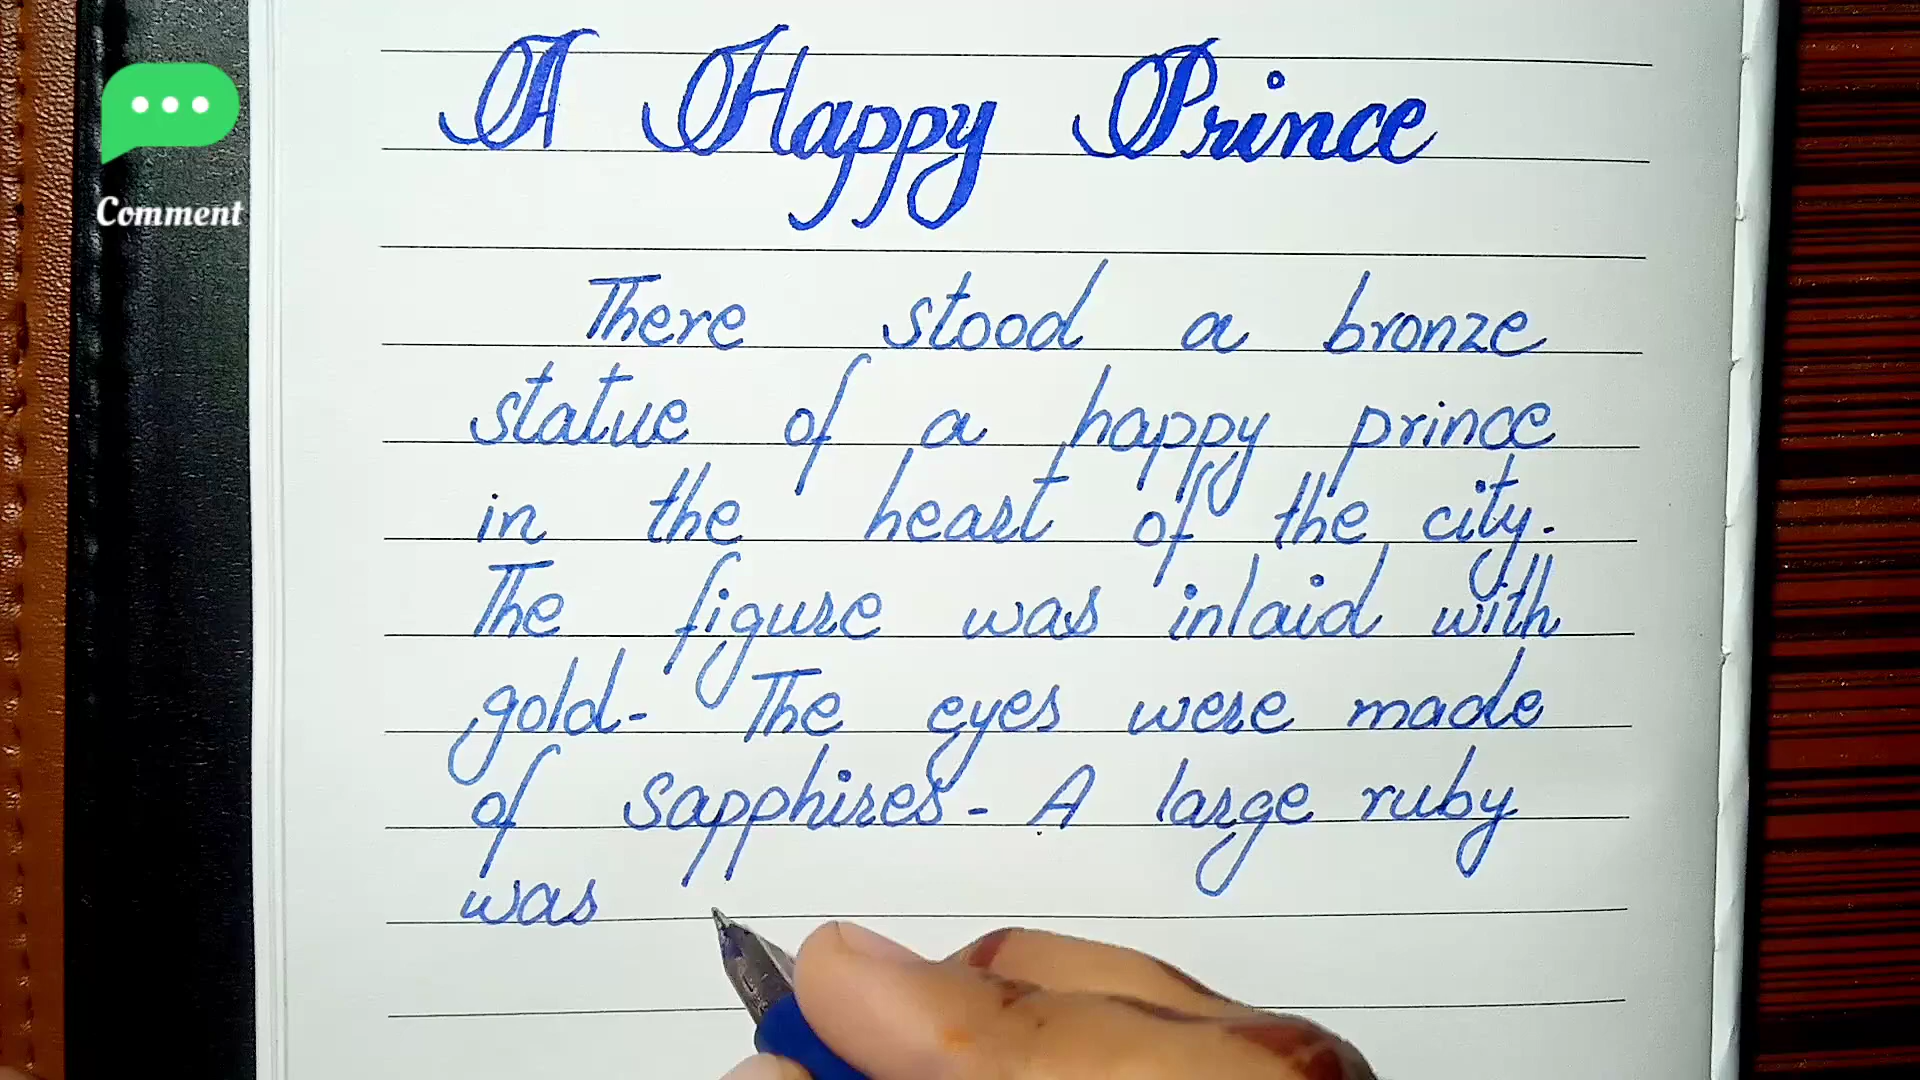 A Happy Prince
Comment
There stood a bronze
statue of a happy prince
in the heart of the city.
The figure was inlaid with
gold- The eyes were made
of sapphires- A large ruby
was